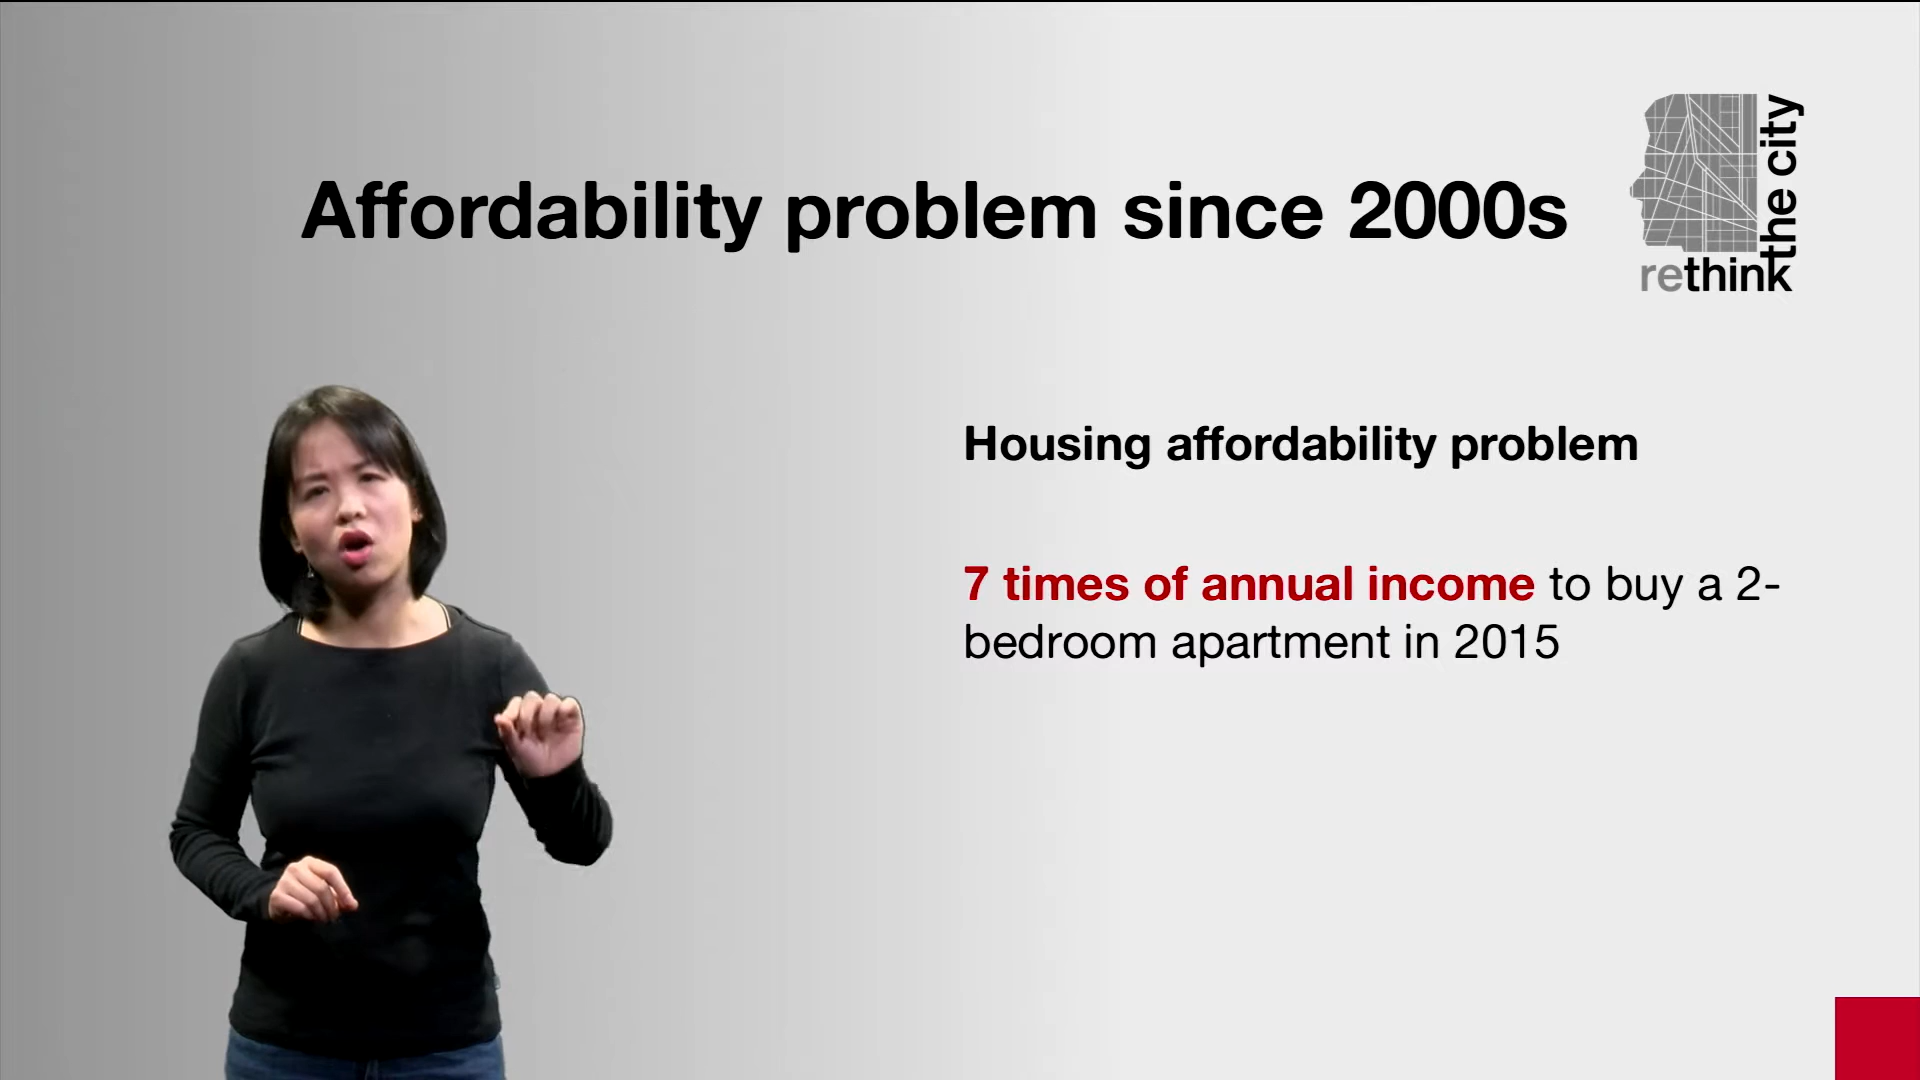 Affordability problem since 2000s
rethink
the city
Housing affordability problem
7 times of annual income to buy a 2-
bedroom apartment in 2015